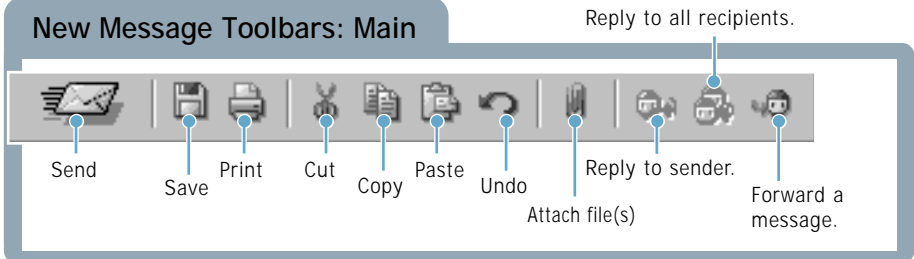 New Message Toolbars: Main
Reply to all recipients.
Send
Save
Print
Cut
Copy
Paste
Undo
Attach file(s)
Reply to sender.
Forward a
message.